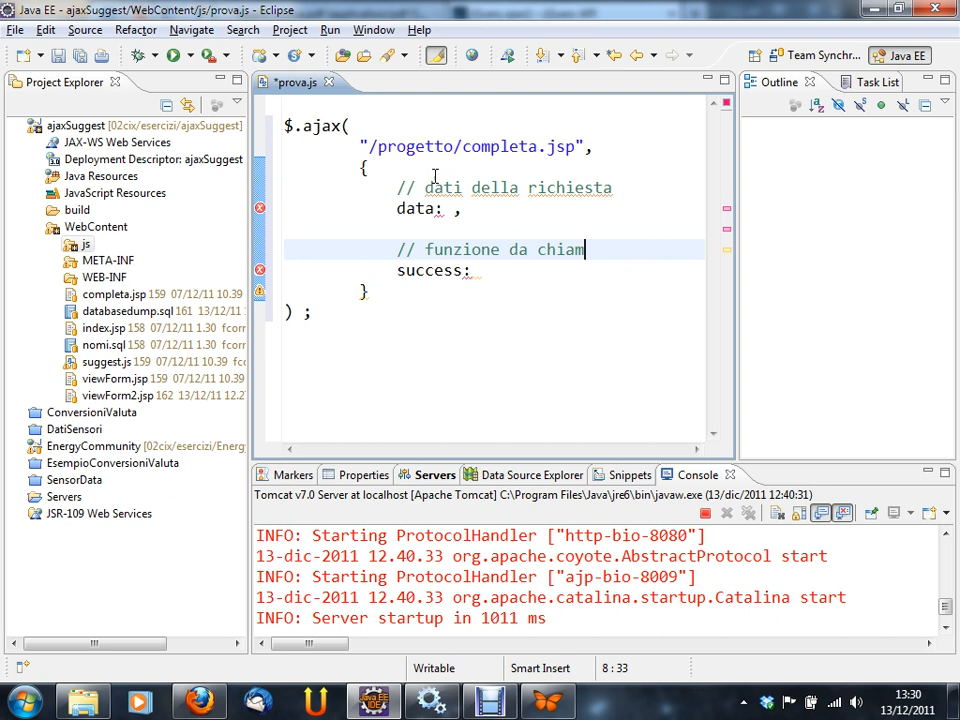 Java EE - ajaxSuggest/WebContent/js/prova.js - Eclipse
File Edit Source Refactor Navigate Search Project Run Window Help
Team Synchr... Java EE
Project Explorer
*prova.js
Outline Task List
ajaxSuggest [02cix/esercizi/ajaxSuggest]
JAX-WS Web Services
Deployment Descriptor: ajaxSuggest
Java Resources
JavaScript Resources
build
WebContent
js
META-INF
WEB-INF
completa.jsp 159 07/12/11 10.39
databasedump.sql 161 13/12/11
index.jsp 158 07/12/11 1.30 fcorn
nomi.sql 158 07/12/11 1.30 fcorr
suggest.js 159 07/12/11 10.39 fco
viewForm.jsp 159 07/12/11 10.39
viewForm2.jsp 162 13/12/11 12.27
ConversioniValuta
DatiSensori
EnergyCommunity [02cix/esercizi/Energ
EsempioConversioniValuta
SensorData
Servers
JSR-109 Web Services
$.ajax(
"/progetto/completa.jsp",
{
// dati della richiesta
data: ,
// funzione da chiam
success:
}
) ;
Markers Properties Servers Data Source Explorer Snippets Console
Tomcat v7.0 Server at localhost [Apache Tomcat] C:\Program Files\Java\jre6\bin\javaw.exe (13/dic/2011 12:40:31)
INFO: Starting ProtocolHandler ["http-bio-8080"]
13-dic-2011 12.40.33 org.apache.coyote.AbstractProtocol start
INFO: Starting ProtocolHandler ["ajp-bio-8009"]
13-dic-2011 12.40.33 org.apache.catalina.startup.Catalina start
INFO: Server startup in 1011 ms
Writable Smart Insert 8 : 33
13:30
13/12/2011